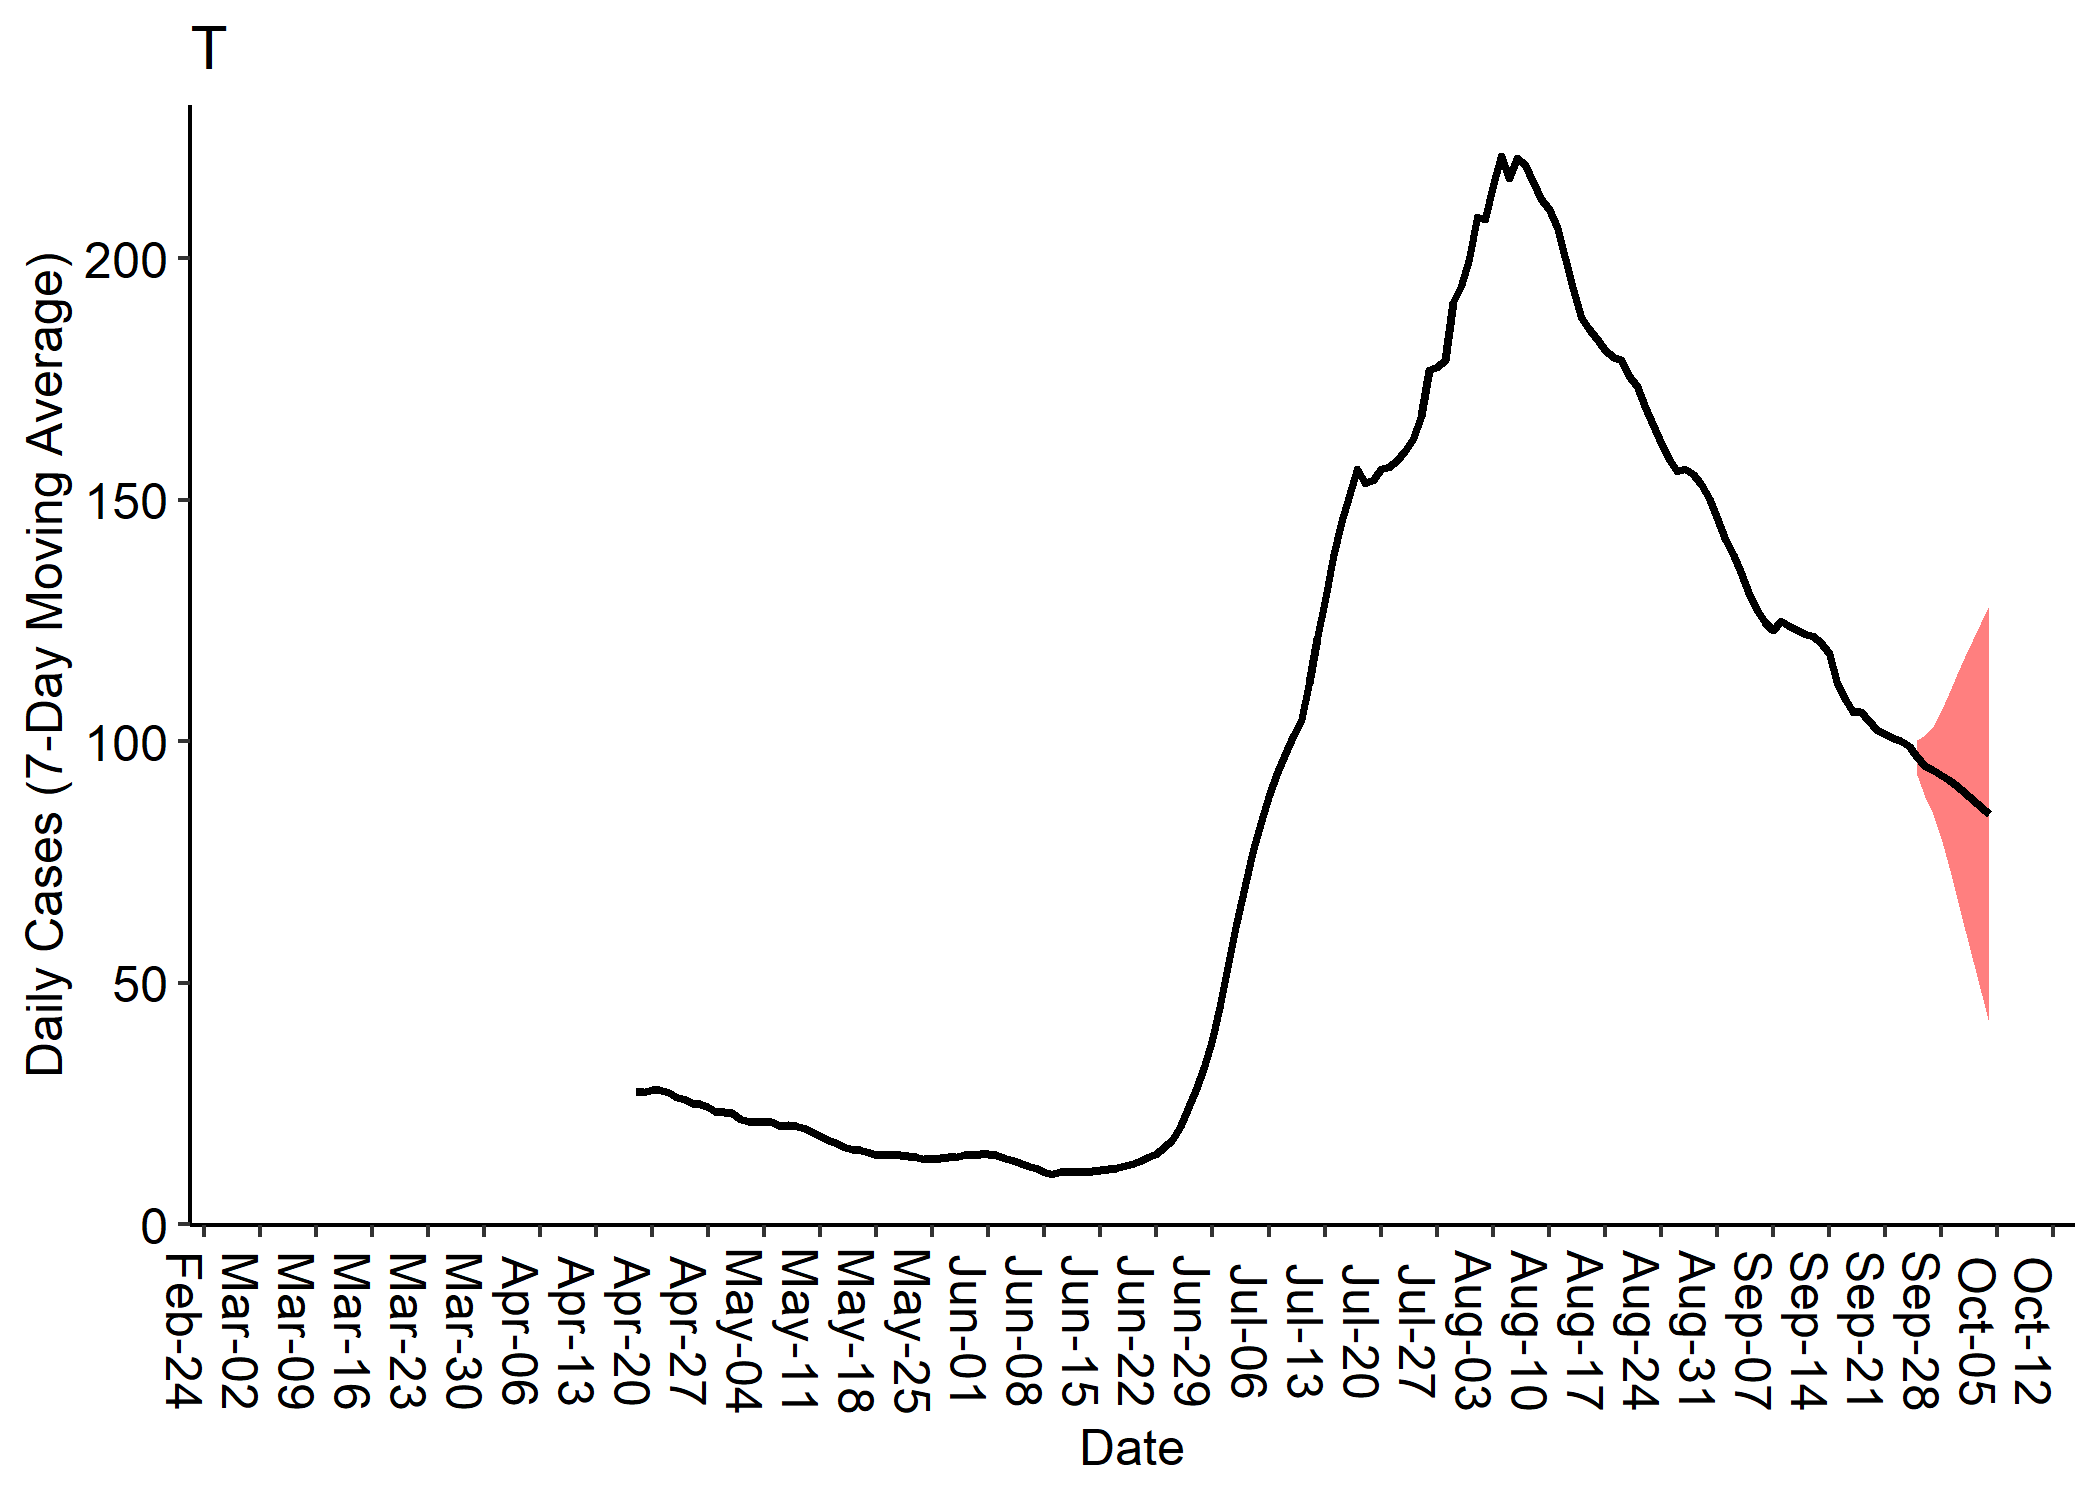 T
Daily Cases (7-Day Moving Average)
200
150
100
50
0
Feb-24
Mar-02
Mar-09
Mar-16
Mar-23
Mar-30
Apr-06
Apr-13
Apr-20
Apr-27
May-04
May-11
May-18
May-25
Jun-01
Jun-08
Jun-15
Jun-22
Jun-29
Jul-06
Jul-13
Jul-20
Jul-27
Aug-03
Aug-10
Aug-17
Aug-24
Aug-31
Sep-07
Sep-14
Sep-21
Sep-28
Oct-05
Oct-12
Date